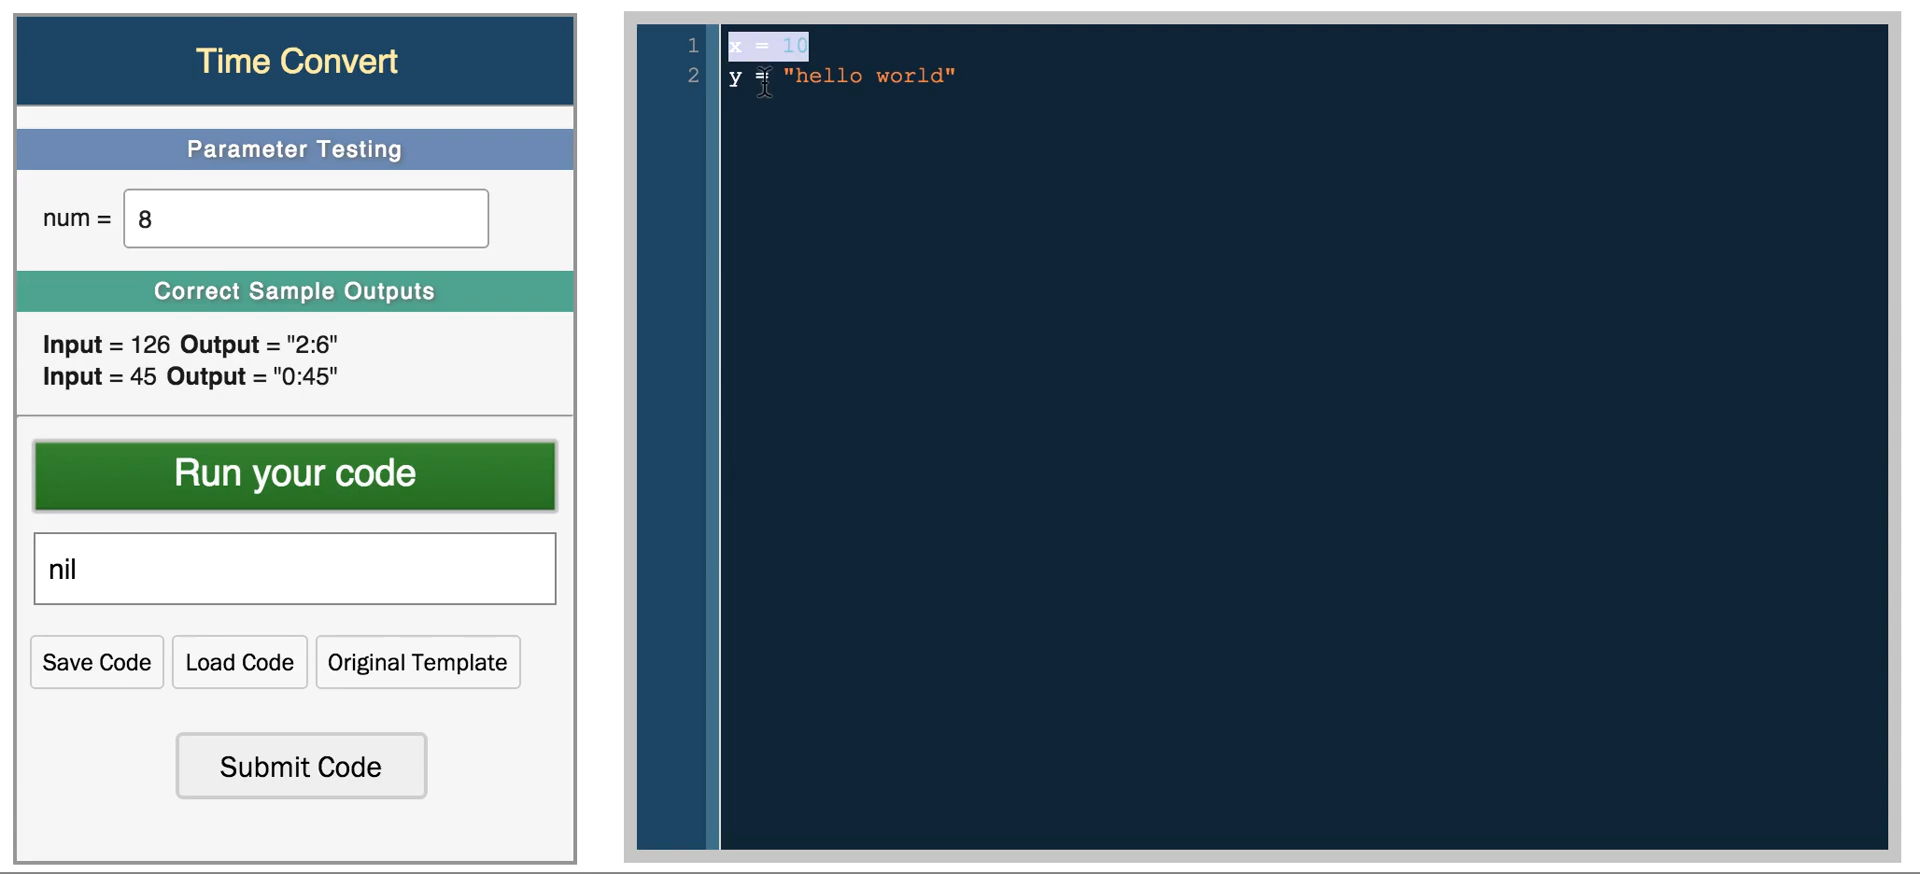 Time Convert
Parameter Testing
num = 8
Correct Sample Outputs
Input = 126 Output = "2:6"
Input = 45 Output = "0:45"
Run your code
nil
Save Code Load Code Original Template
Submit Code
1 x = 10
2 y = "hello world"